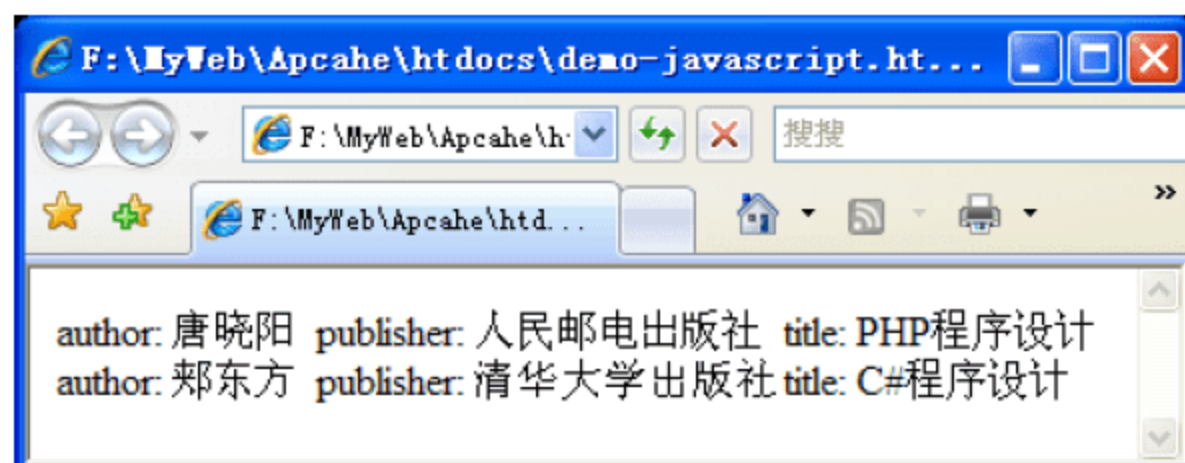 F:\MyWeb\Apcahe\htdocs\demo-javascript.ht...
F:\MyWeb\Apcahe\h
搜搜
F:\MyWeb\Apcahe\htd...
author: 唐晓阳 publisher: 人民邮电出版社 title: PHP程序设计
author: 郏东方 publisher: 清华大学出版社 title: C#程序设计